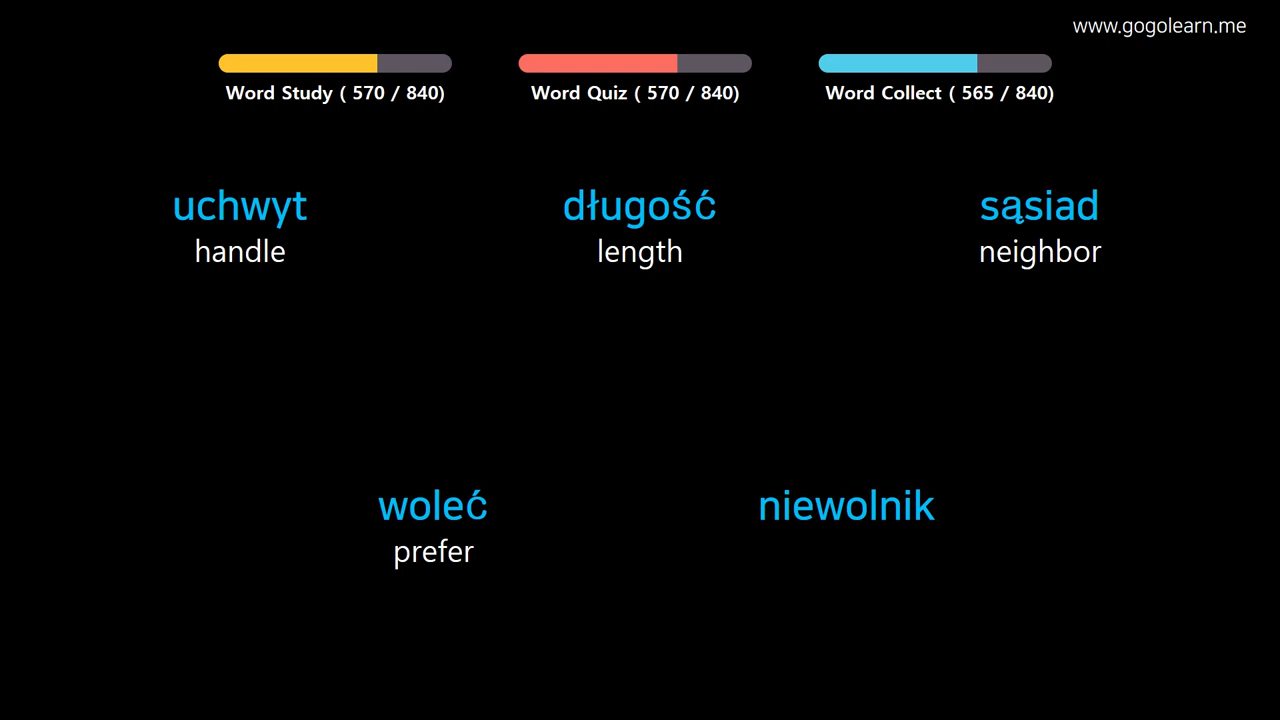 www.gogolearn.me
Word Study ( 570 / 840)
Word Quiz ( 570 / 840)
Word Collect ( 565 / 840)
uchwyt
handle
długość
length
sąsiad
neighbor
woleć
prefer
niewolnik